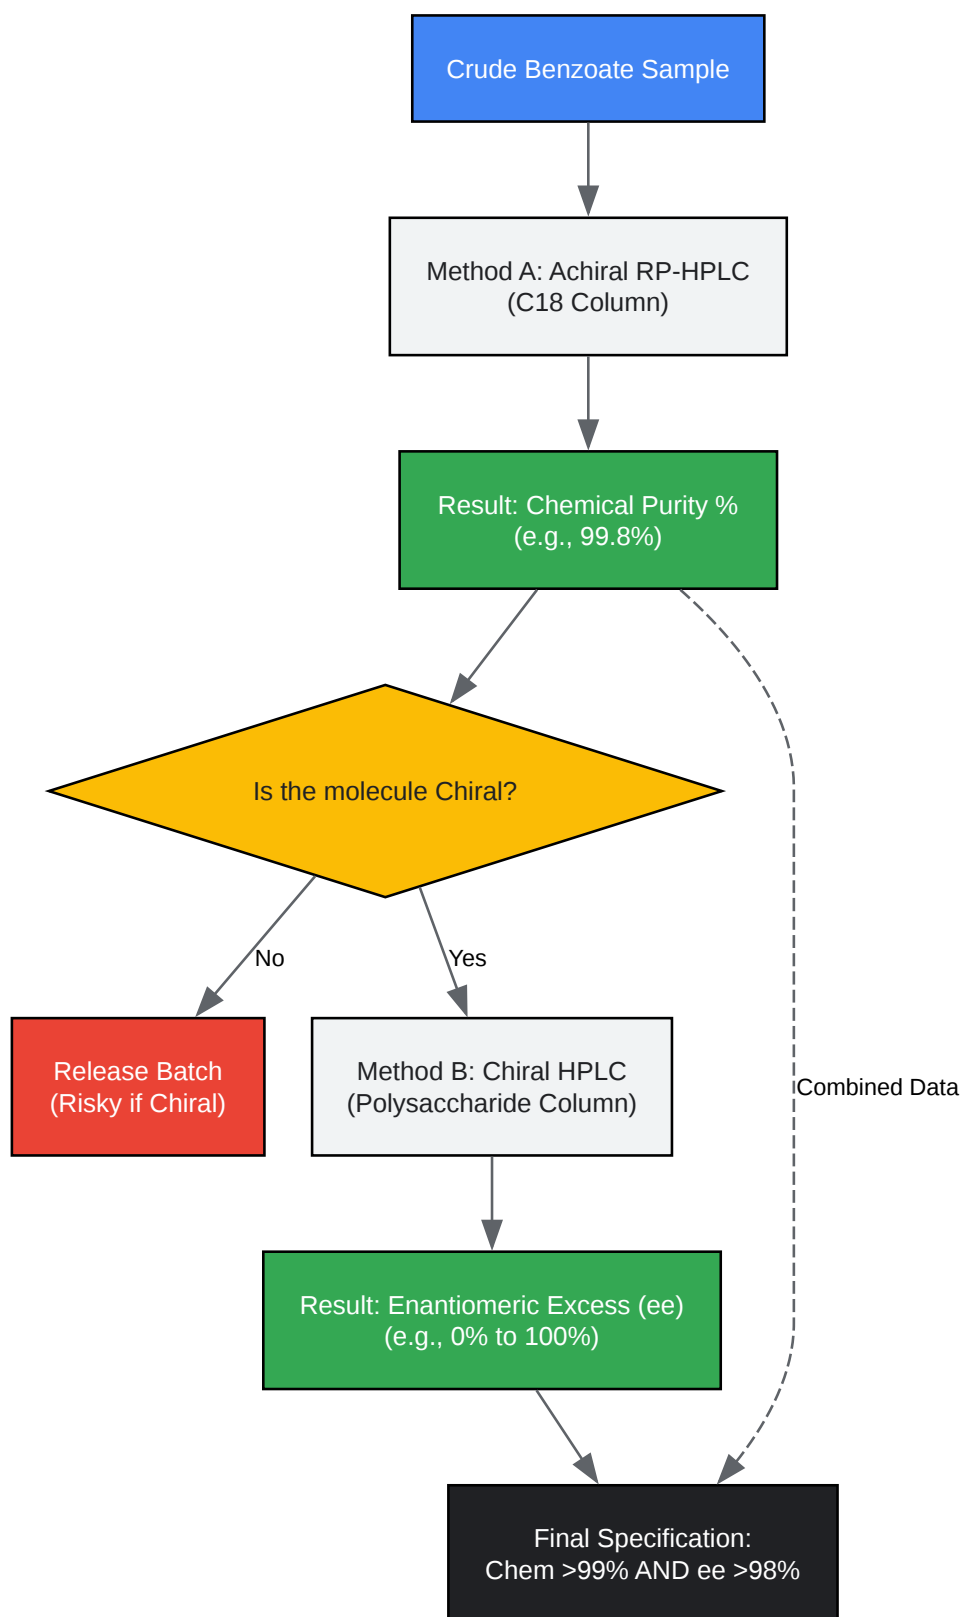 Crude Benzoate Sample
Method A: Achiral RP-HPLC
(C18 Column)
Result: Chemical Purity %
(e.g., 99.8%)
Is the molecule Chiral?
No
Yes
Release Batch
(Risky if Chiral)
Method B: Chiral HPLC
(Polysaccharide Column)
Combined Data
Result: Enantiomeric Excess (ee)
(e.g., 0% to 100%)
Final Specification:
Chem >99% AND ee >98%